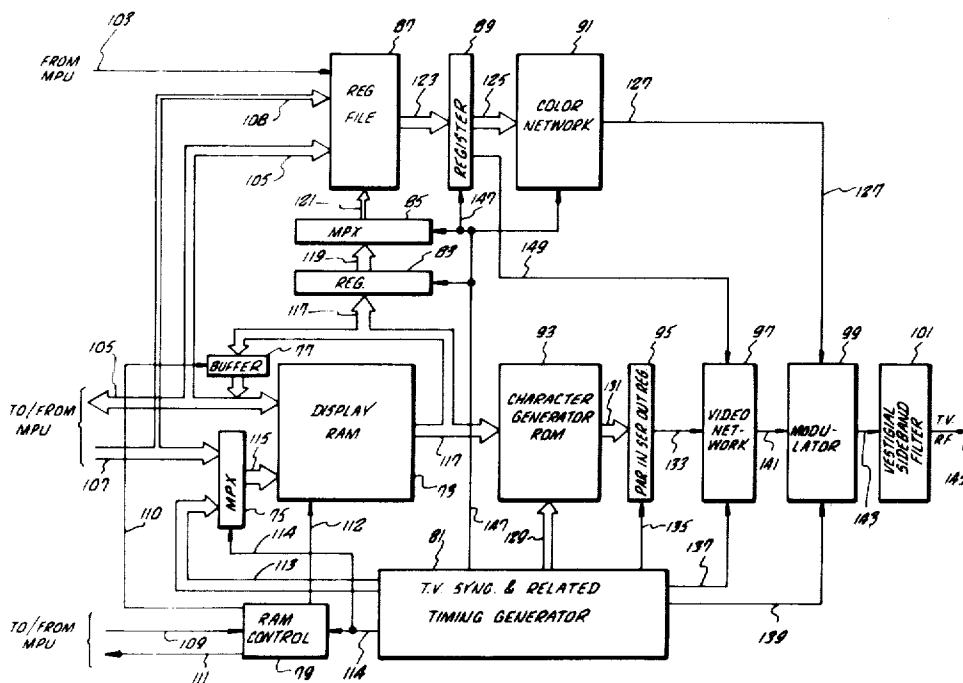 103
87
89
91
FROM
MPU
REG
FILE
123
REGISTER
125
COLOR
NETWORK
127
108
105
121
85
147
127
MPX
119
83
149
REG.
117
93
95
97
99
101
BUFFER
77
105
TO/FROM
MPU
DISPLAY
RAM
CHARACTER
GENERATOR
ROM
131
PAR IN SER OUT REG
VIDEO
NET-
WORK
MODU-
LATOR
VESTIGIAL
SIDEBAND
FILTER
T.V.
RF
115
107
MPX
117
133
141
143
145
73
110
75
112
147
129
135
114
81
137
113
T.V. SYNC. & RELATED
TIMING GENERATOR
TO/FROM
MPU
RAM
CONTROL
109
114
139
111
79